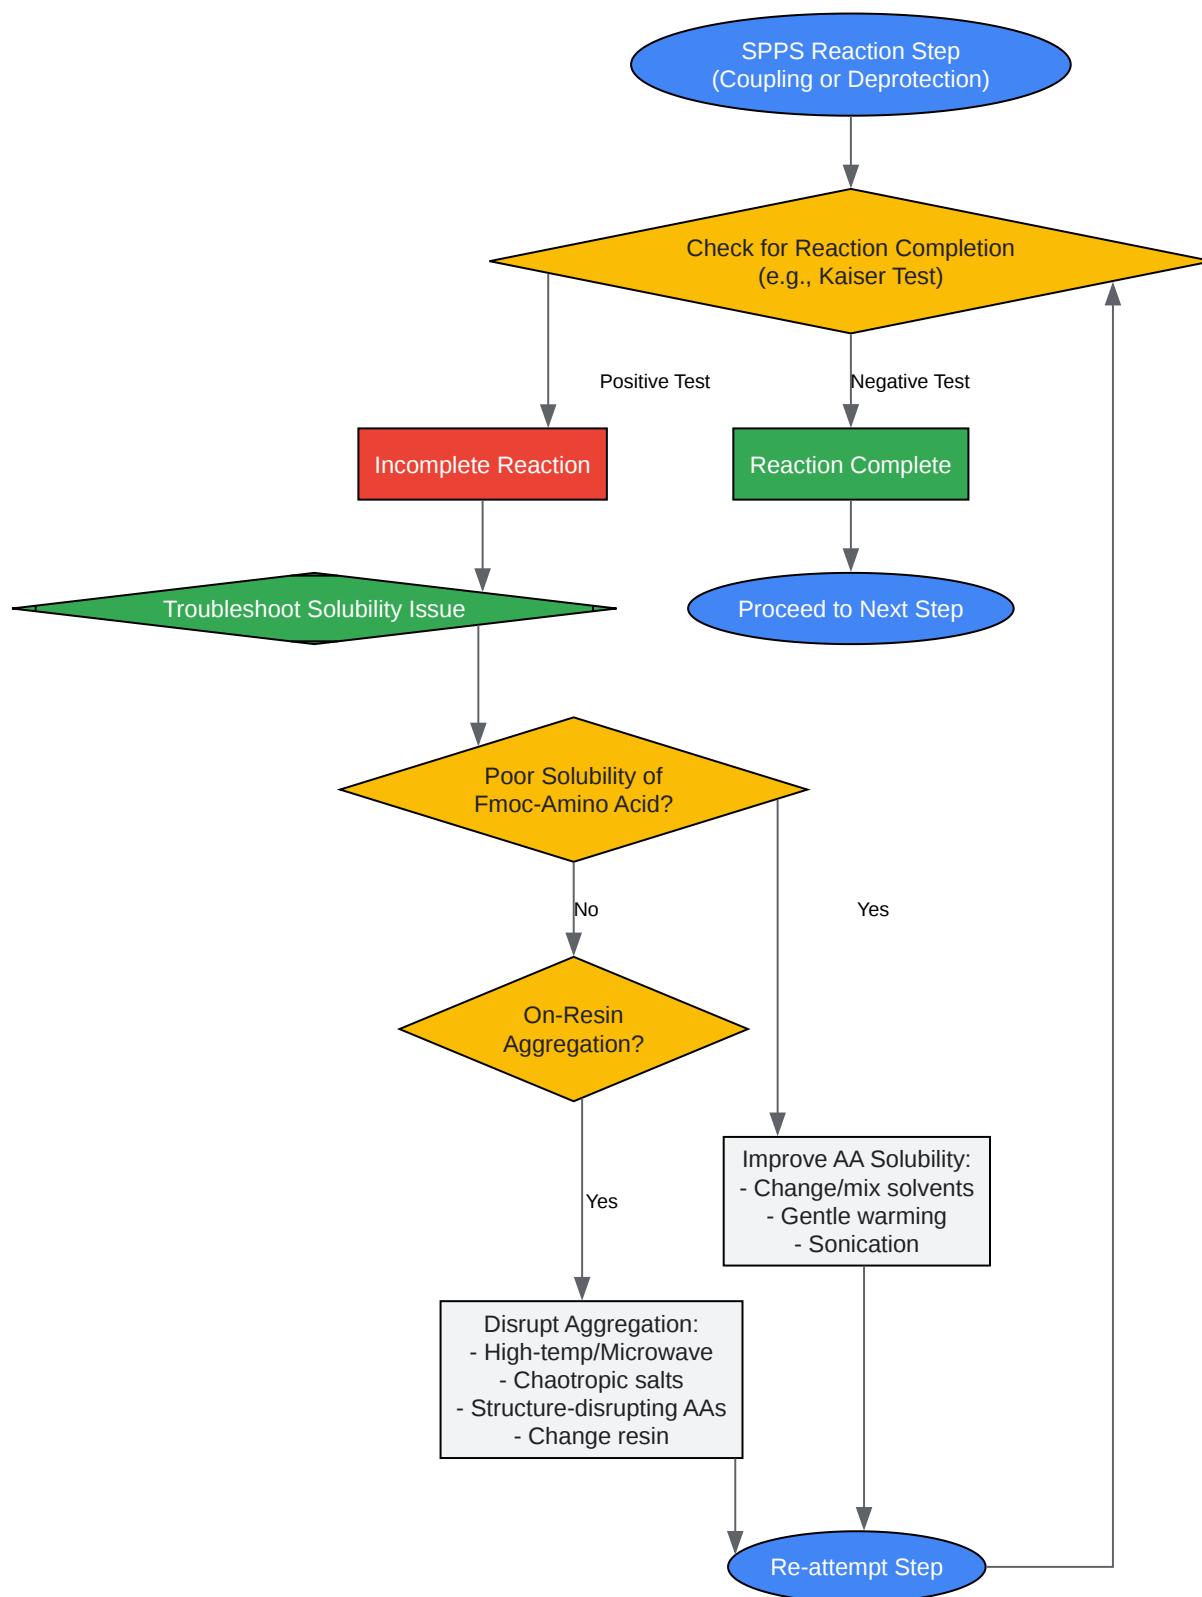 SPPS Reaction Step
(Coupling or Deprotection)
Check for Reaction Completion
(e.g., Kaiser Test)
Positive Test
Negative Test
Incomplete Reaction
Reaction Complete
Troubleshoot Solubility Issue
Proceed to Next Step
Poor Solubility of
Fmoc-Amino Acid?
No
Yes
On-Resin
Aggregation?
Improve AA Solubility:
- Change/mix solvents
- Gentle warming
- Sonication
Yes
Disrupt Aggregation:
- High-temp/Microwave
- Chaotropic salts
- Structure-disrupting AAs
- Change resin
Re-attempt Step